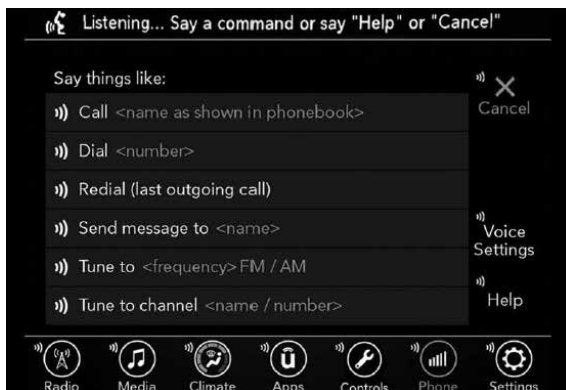 Listening... Say a command or say "Help" or "Cancel"
Say things like:
Call <name as shown in phonebook>
Dial <number>
Redial (last outgoing call)
Send message to <name>
Tune to <frequency> FM / AM
Tune to channel <name / number>
Cancel
Voice
Settings
Help
Radio Media Climate Apps Controls Phone Settings